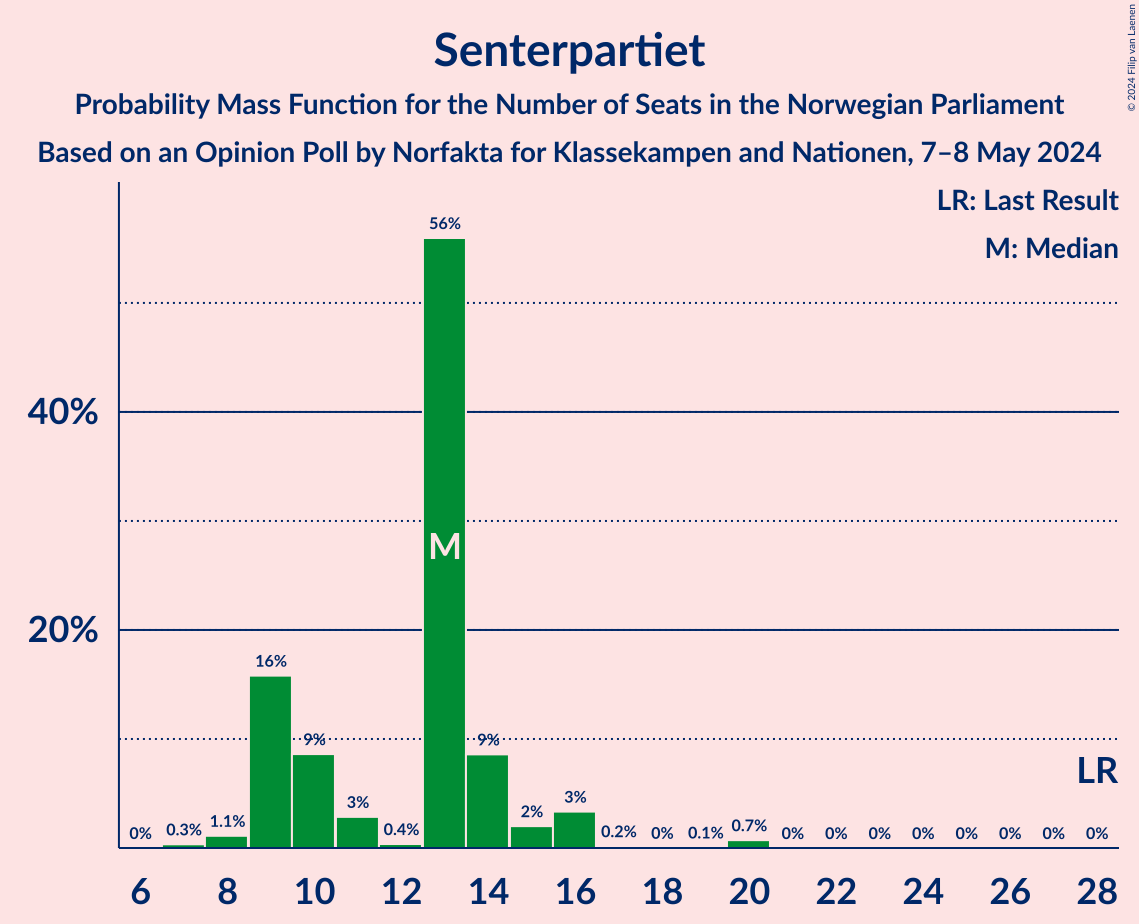 Senterpartiet
Probability Mass Function for the Number of Seats in the Norwegian Parliament
Based on an Opinion Poll by Norfakta for Klassekampen and Nationen, 7–8 May 2024
© 2024 Filip van Laenen
LR: Last Result
M: Median
56%
40%
M
20%
16%
9%
9%
LR
3%
3%
2%
1.1%
0.7%
0%
0.3%
0.4%
0.2%
0%
0.1%
0%
0%
0%
0%
0%
0%
0%
0%
6 8 10 12 14 16 18 20 22 24 26 28